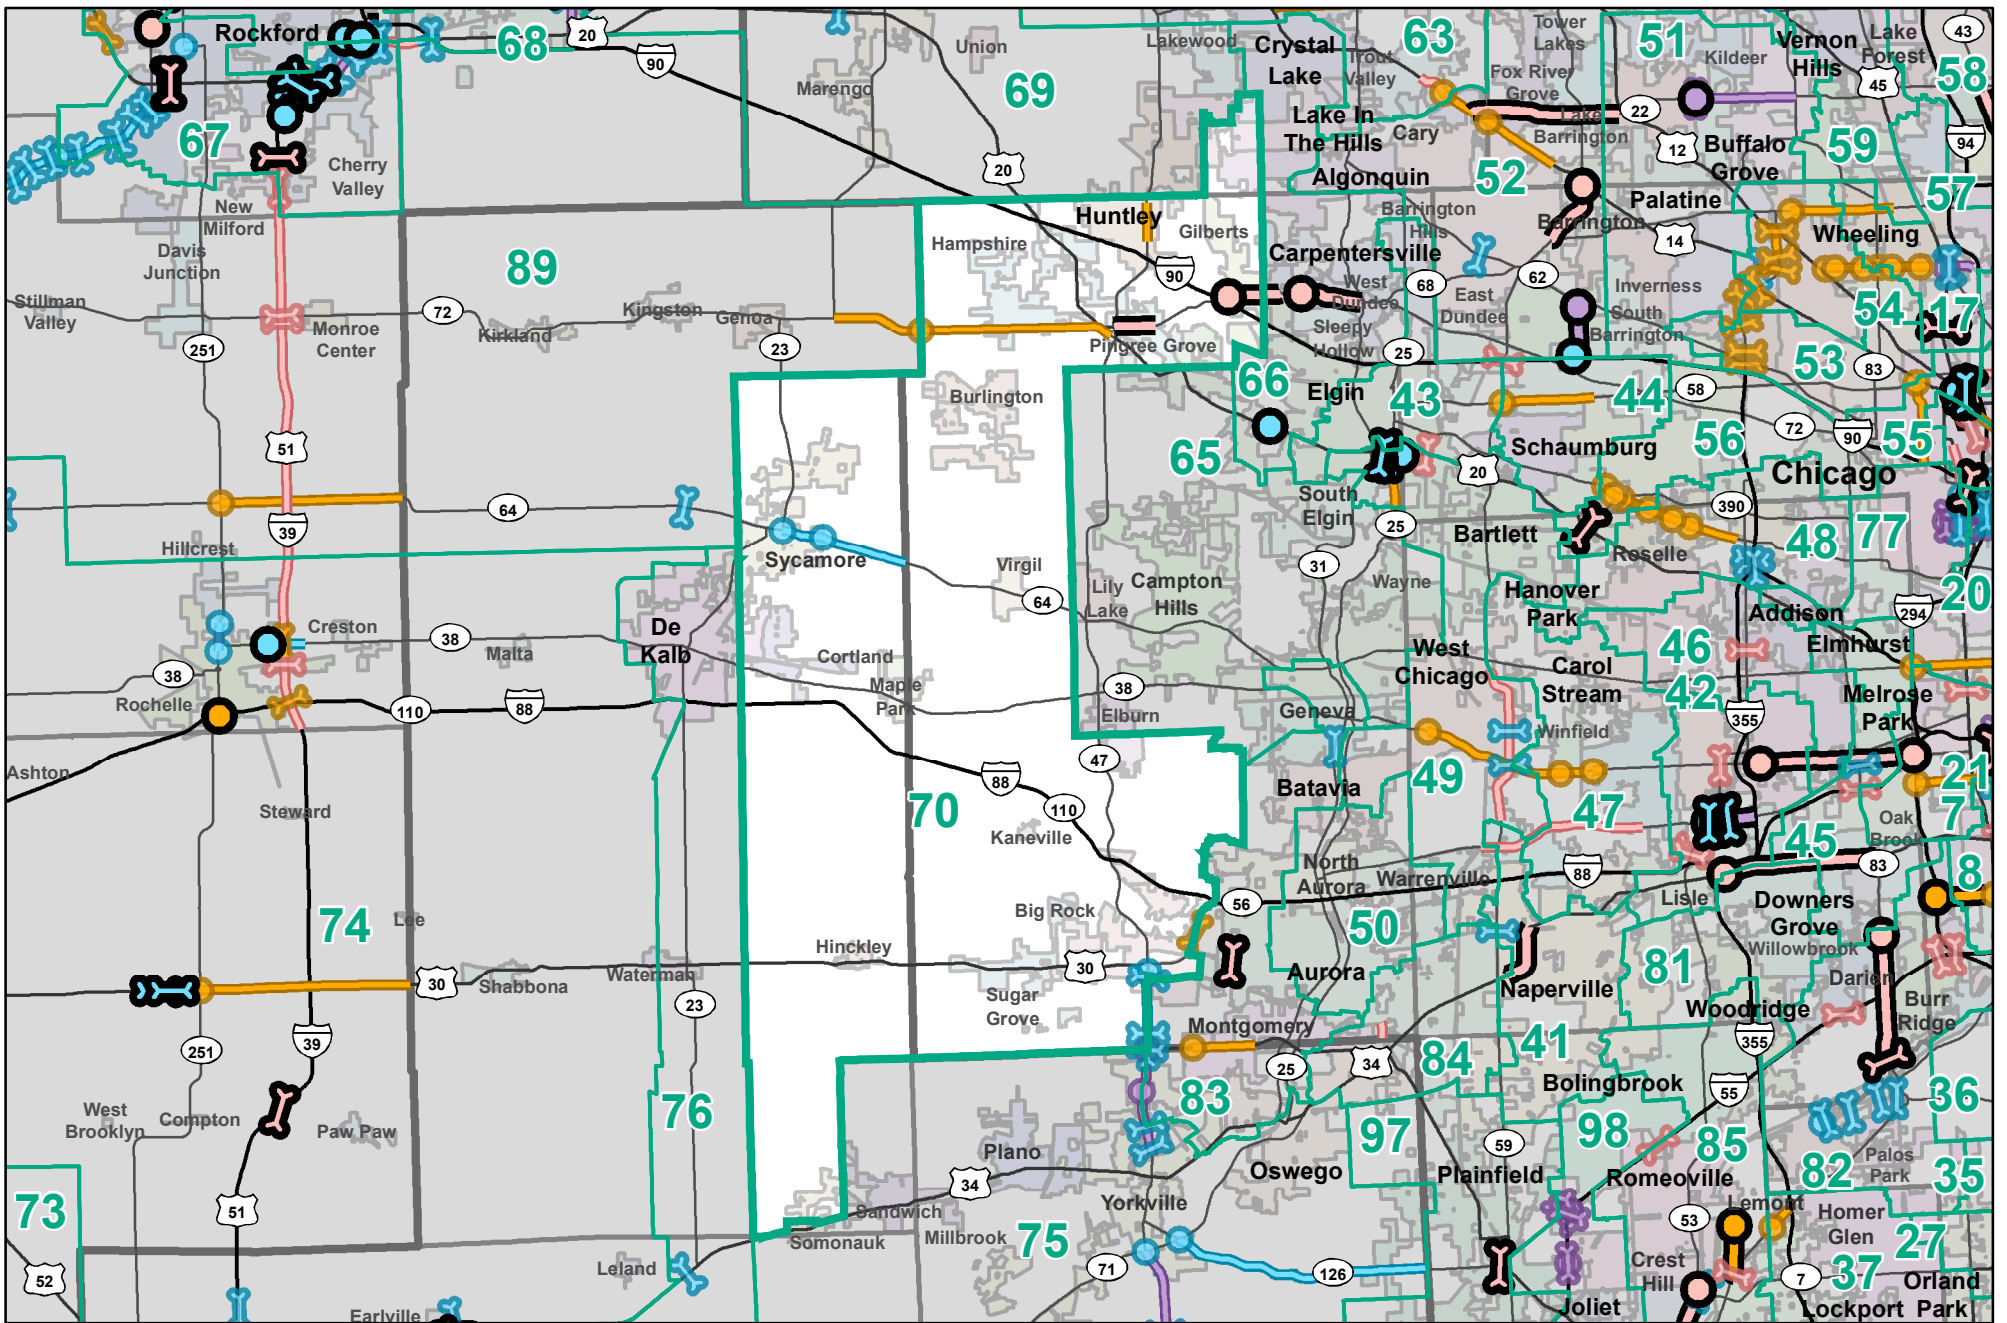 Rockford
68
20
90
Union
69
Marengo
Lakewood
Crystal
Lake
63
Trout
Valley
Tower
Lakes
Fox River
Grove
51
Kildeer
Vernon
Hills
Lake
Forest
43
45
58
67
Cherry
Valley
New
Milford
Davis
Junction
20
Lake In
The Hills
Cary
Lake
Barrington
22
12
Buffalo
Grove
59
94
57
Algonquin
52
Palatine
Barrington
Hills
Barrington
14
Wheeling
Huntley
Gilberts
Hampshire
90
Carpentersville
West
Dundee
68
62
East
Dundee
Inverness
South
Barrington
54
17
89
Stillman
Valley
72
Kirkland
Kingston
Genoa
23
251
Monroe
Center
Pingree Grove
Sleepy
Hollow
25
53
83
Burlington
66
Elgin
43
44
58
72
90
55
56
51
65
Schaumburg
20
Chicago
64
39
Hillcrest
South
Elgin
25
Bartlett
390
Roselle
48
77
Sycamore
Virgil
64
31
Wayne
Lily
Lake
Campton
Hills
Hanover
Park
Addison
294
20
Creston
38
Malta
De
Kalb
Cortland
Maple
Park
38
Elburn
West
Chicago
Carol
Stream
46
42
Elmhurst
Melrose
Park
38
Rochelle
110
88
Geneva
Winfield
355
Ashton
47
88
110
Batavia
49
21
7
Steward
70
Kaneville
47
45
Oak
Brook
North
Aurora
Warrenville
88
83
8
74
Lee
Big Rock
56
50
Lisle
Downers
Grove
Willowbrook
Hinckley
30
Shabbona
Waterman
30
Aurora
81
Darien
Naperville
Woodridge
Burr
Ridge
Sugar
Grove
23
Montgomery
251
39
25
34
84
41
355
55
Bolingbrook
West
Brooklyn
Compton
Paw Paw
76
83
97
98
85
36
59
82
Palos
Park
35
Plano
34
Oswego
Plainfield
Romeoville
73
51
Sandwich
Yorkville
Lemont
Somonauk
Millbrook
75
53
Homer
Glen
27
52
Leland
71
126
Crest
Hill
7
37
Orland
Park
Earlville
Joliet
Lockport